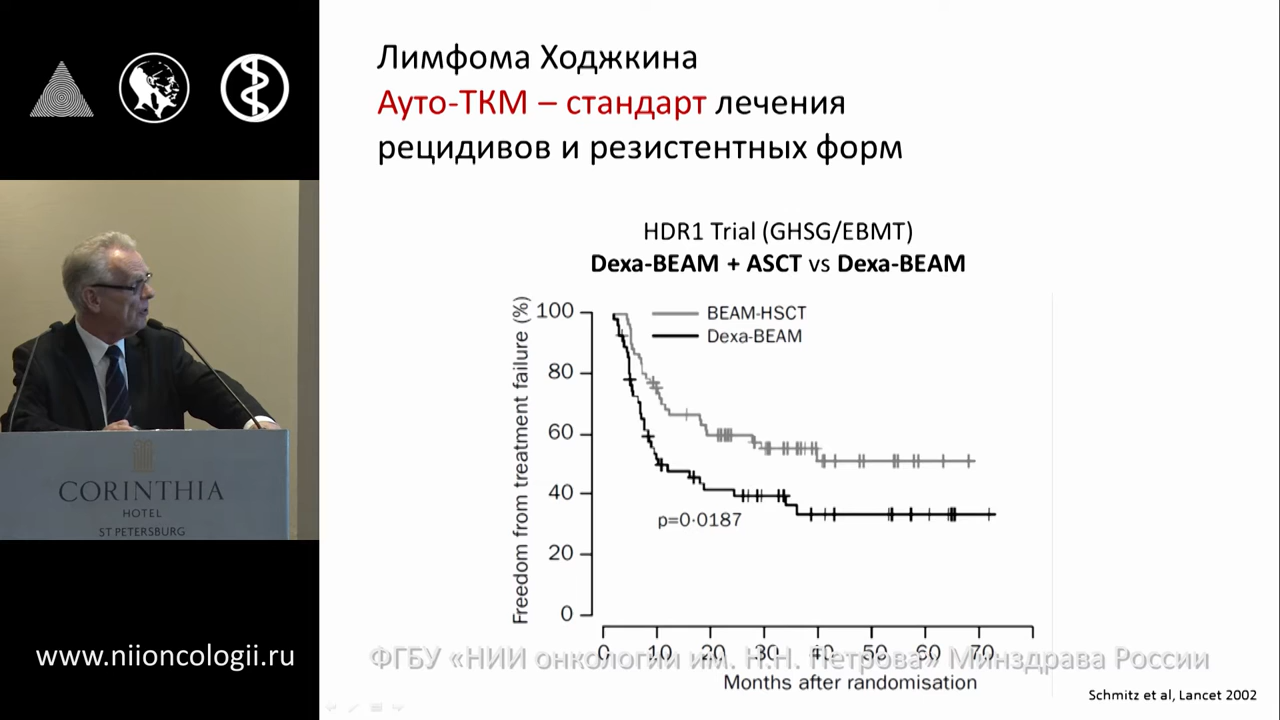 Лимфома Ходжкина
Ауто-ТКМ – стандарт лечения
рецидивов и резистентных форм
HDR1 Trial (GHSG/EBMT)
Dexa-BEAM + ASCT vs Dexa-BEAM
Freedom from treatment failure (%)
100
80
60
40
20
0
BEAM-HSCT
Dexa-BEAM
p=0·0187
0 10 20 30 40 50 60 70
Months after randomisation
Schmitz et al, Lancet 2002
CORINTHIA
HOTEL
ST PETERSBURG
www.niioncologii.ru
ФГБУ «НИИ онкологии им. Н.Н. Петрова» Минздрава России